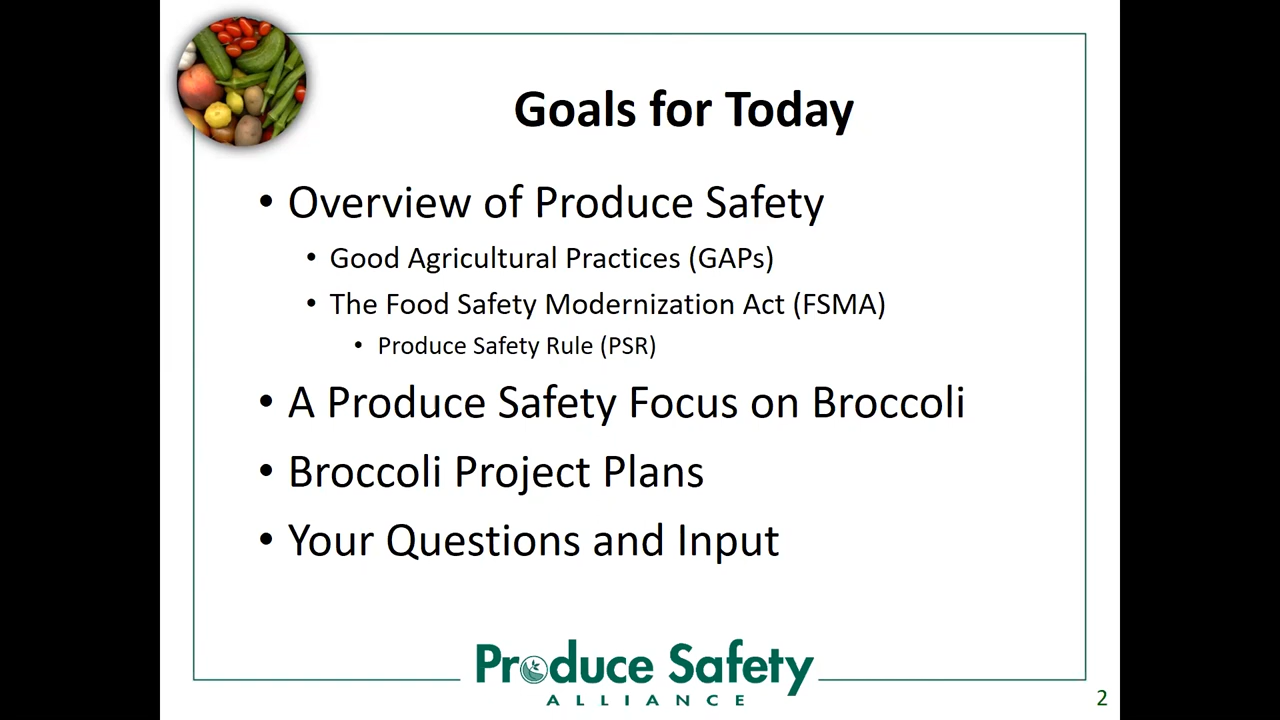 Goals for Today
• Overview of Produce Safety
• Good Agricultural Practices (GAPs)
• The Food Safety Modernization Act (FSMA)
• Produce Safety Rule (PSR)
• A Produce Safety Focus on Broccoli
• Broccoli Project Plans
• Your Questions and Input
Produce Safety
ALLIANCE
2